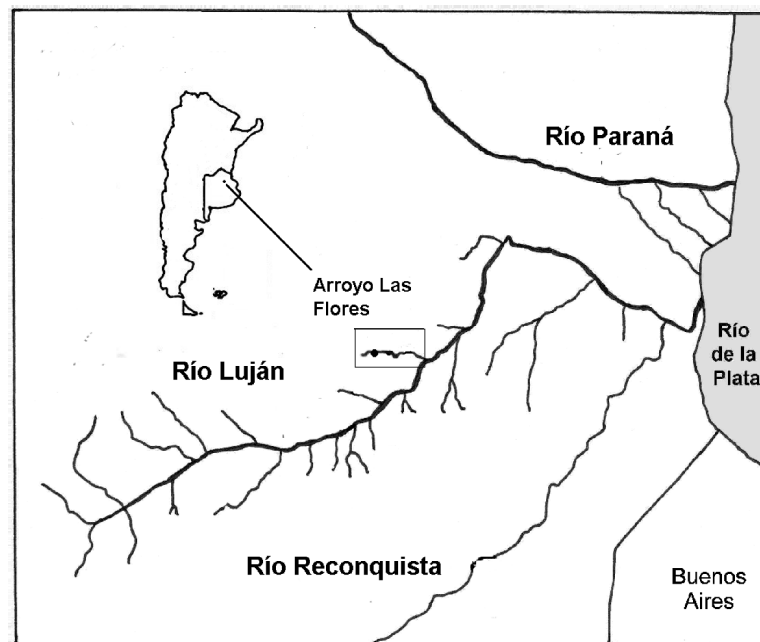 Río Paraná
Arroyo Las
Flores
Río
de la
Plata
Río Luján
Río Reconquista
Buenos
Aires